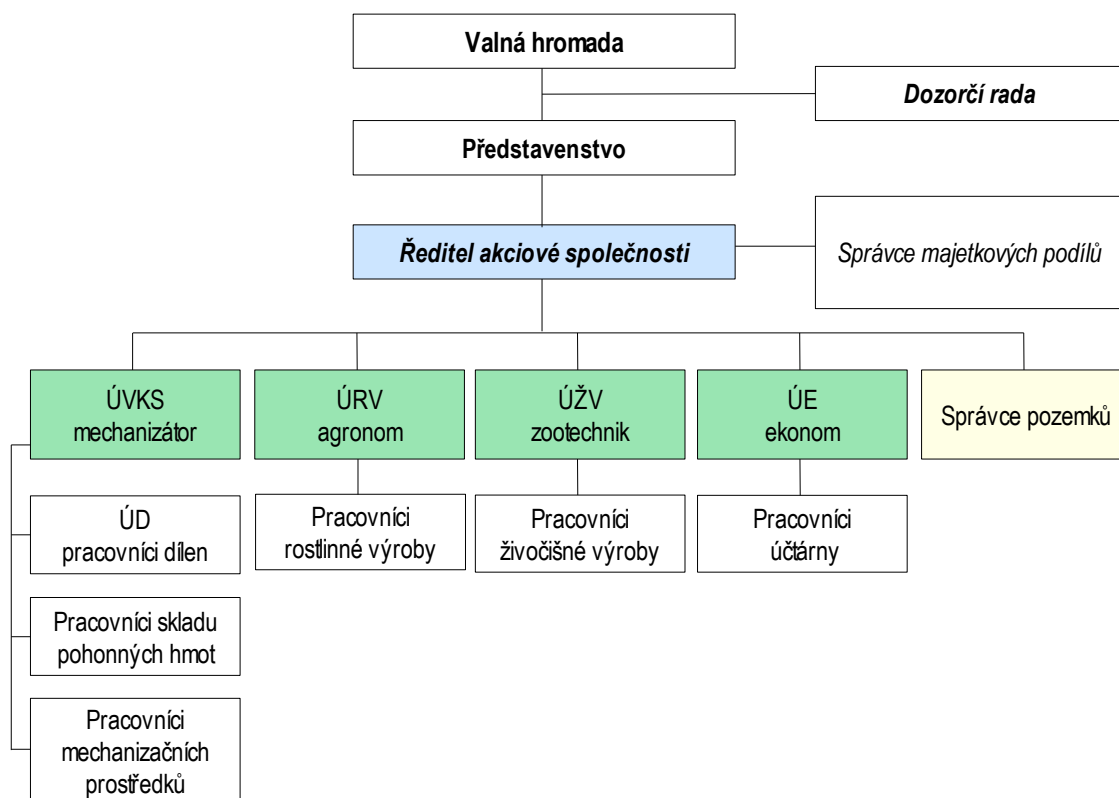 Valná hromada
Dozorčí rada
Představenstvo
Ředitel akciové společnosti
Správce majetkových podílů
ÚVKS
mechanizátor
ÚRV
agronom
ÚŽV
zootechnik
ÚE
ekonom
Správce pozemků
ÚD
pracovníci dílen
Pracovníci
rostlinné výroby
Pracovníci
živočišné výroby
Pracovníci
účtárny
Pracovníci skladu
pohonných hmot
Pracovníci
mechanizačních
prostředků